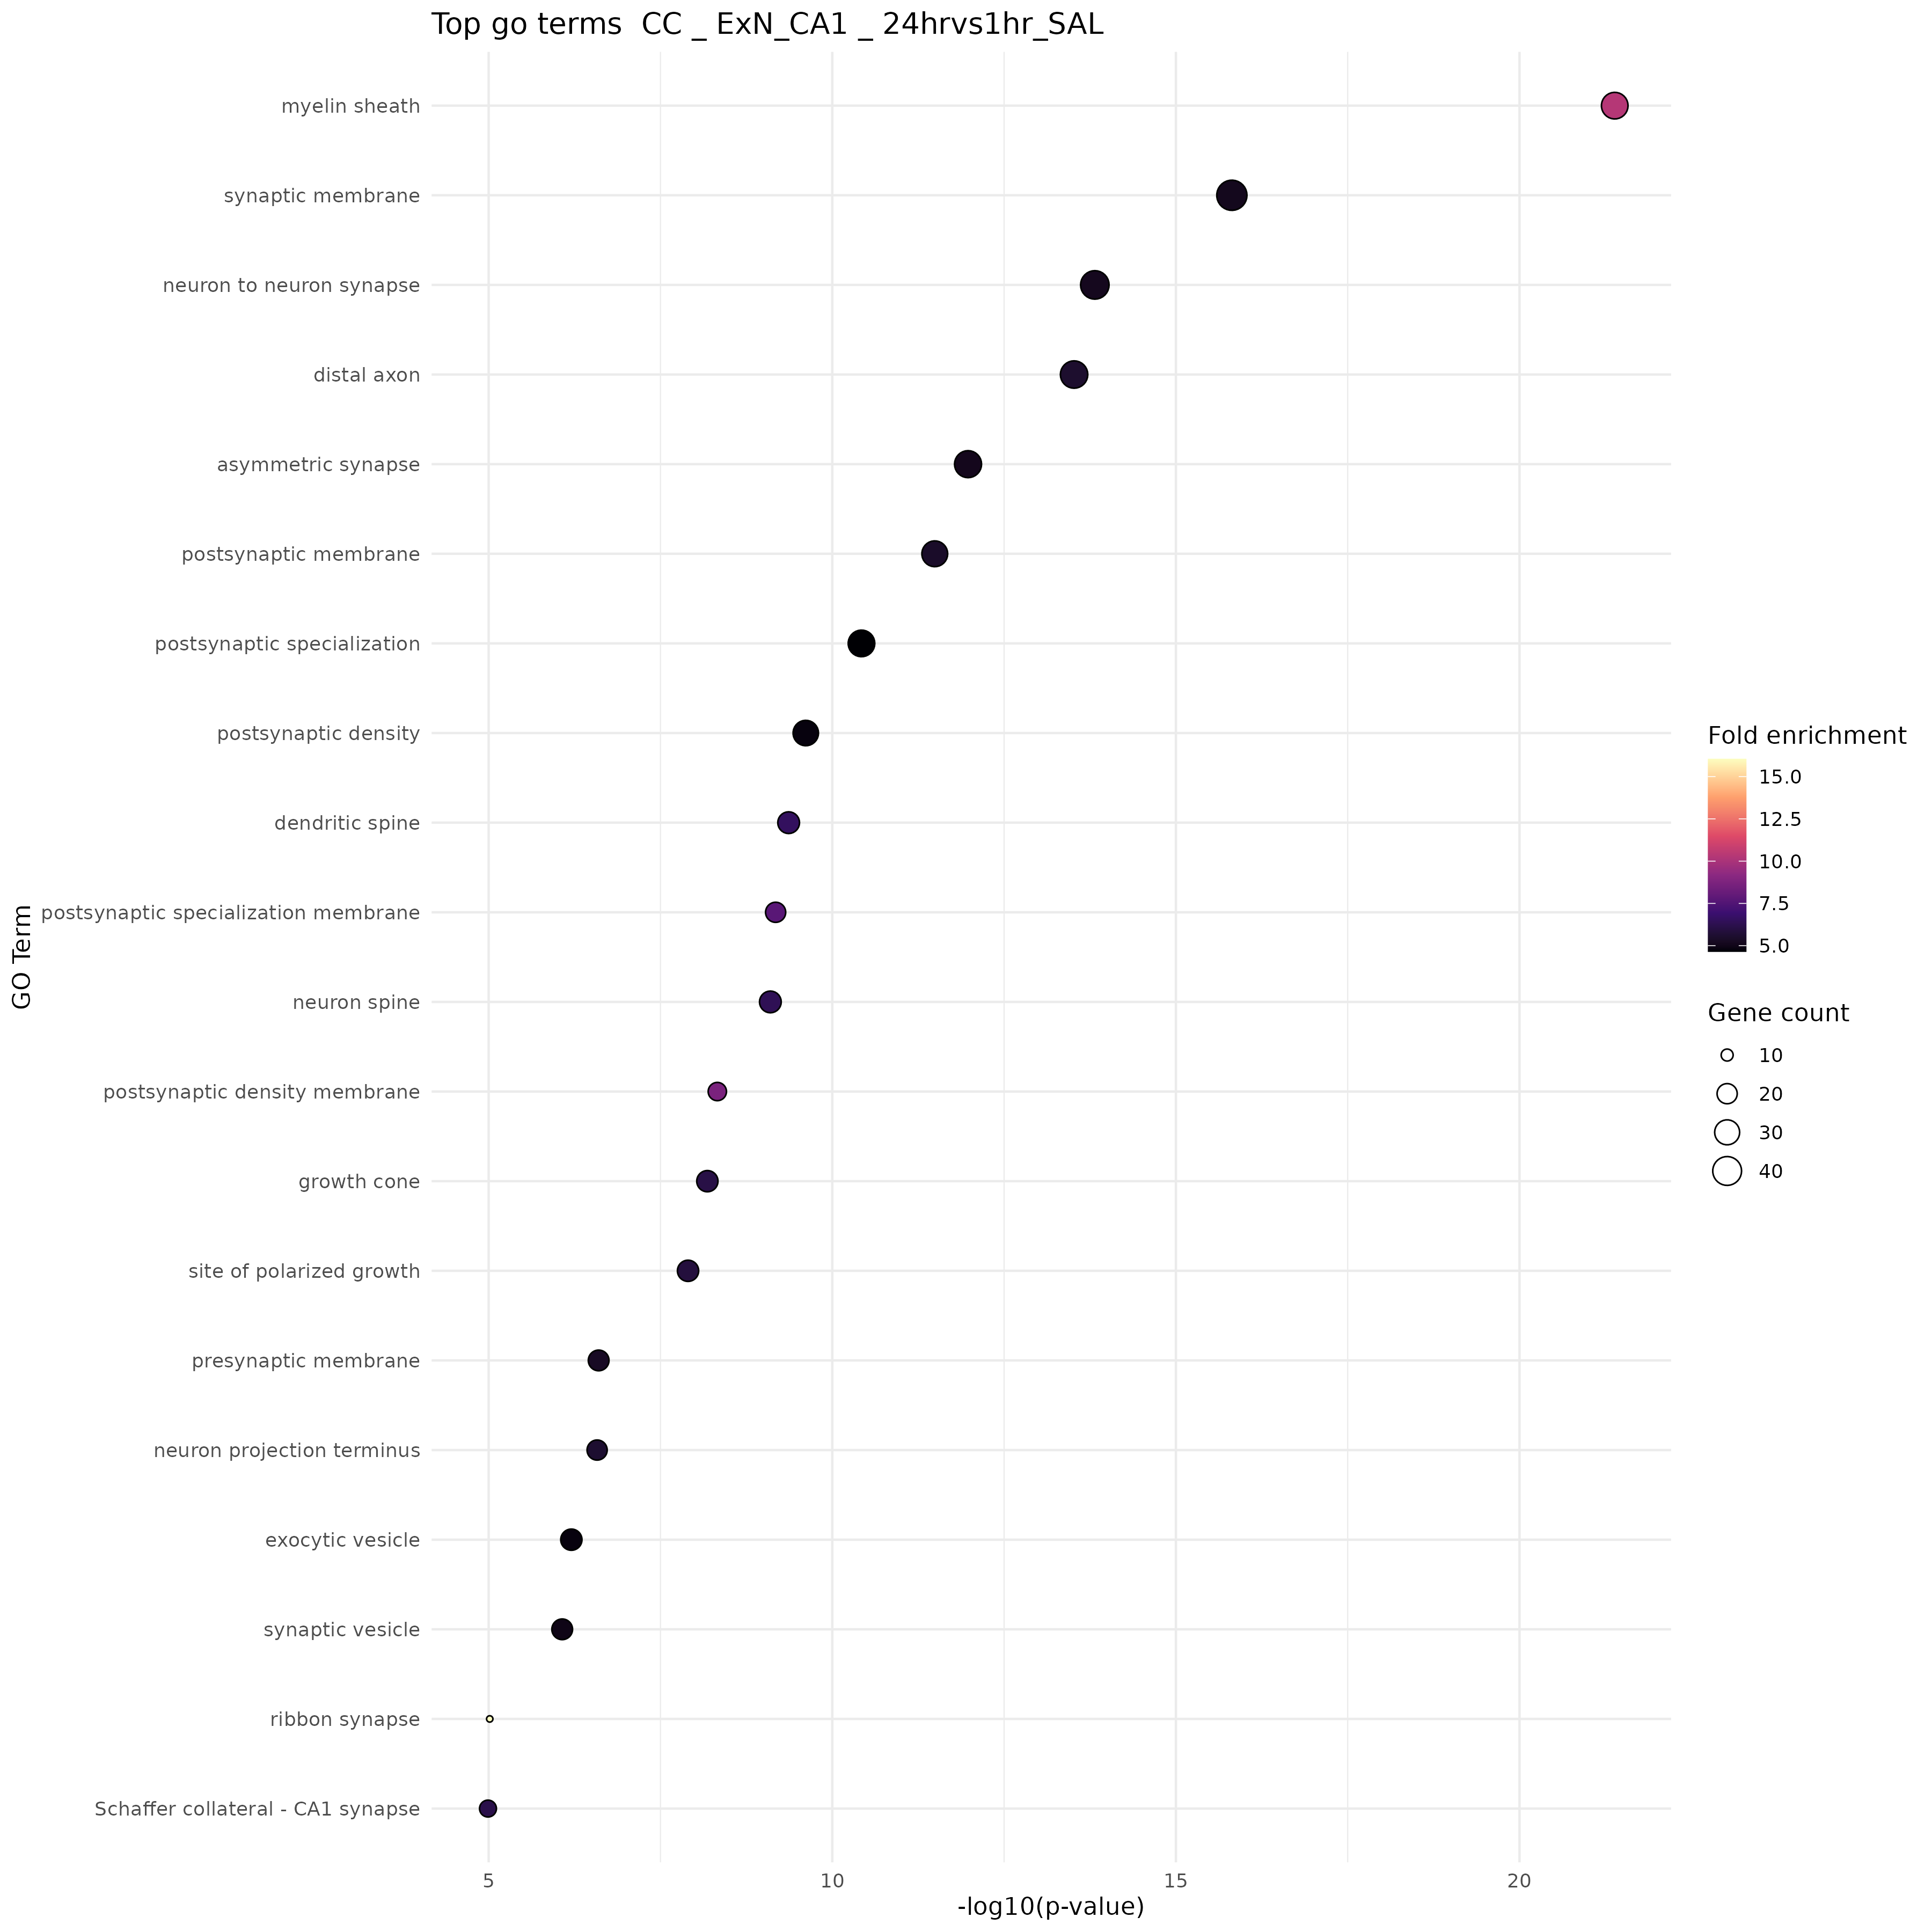 Top go terms  CC _ ExN_CA1 _ 24hrvs1hr_SAL
GO Term
myelin sheath
synaptic membrane
neuron to neuron synapse
distal axon
asymmetric synapse
postsynaptic membrane
postsynaptic specialization
postsynaptic density
dendritic spine
postsynaptic specialization membrane
neuron spine
postsynaptic density membrane
growth cone
site of polarized growth
presynaptic membrane
neuron projection terminus
exocytic vesicle
synaptic vesicle
ribbon synapse
Schaffer collateral - CA1 synapse
5 10 15 20
-log10(p-value)
Fold enrichment
15.0
12.5
10.0
7.5
5.0
Gene count
10
20
30
40